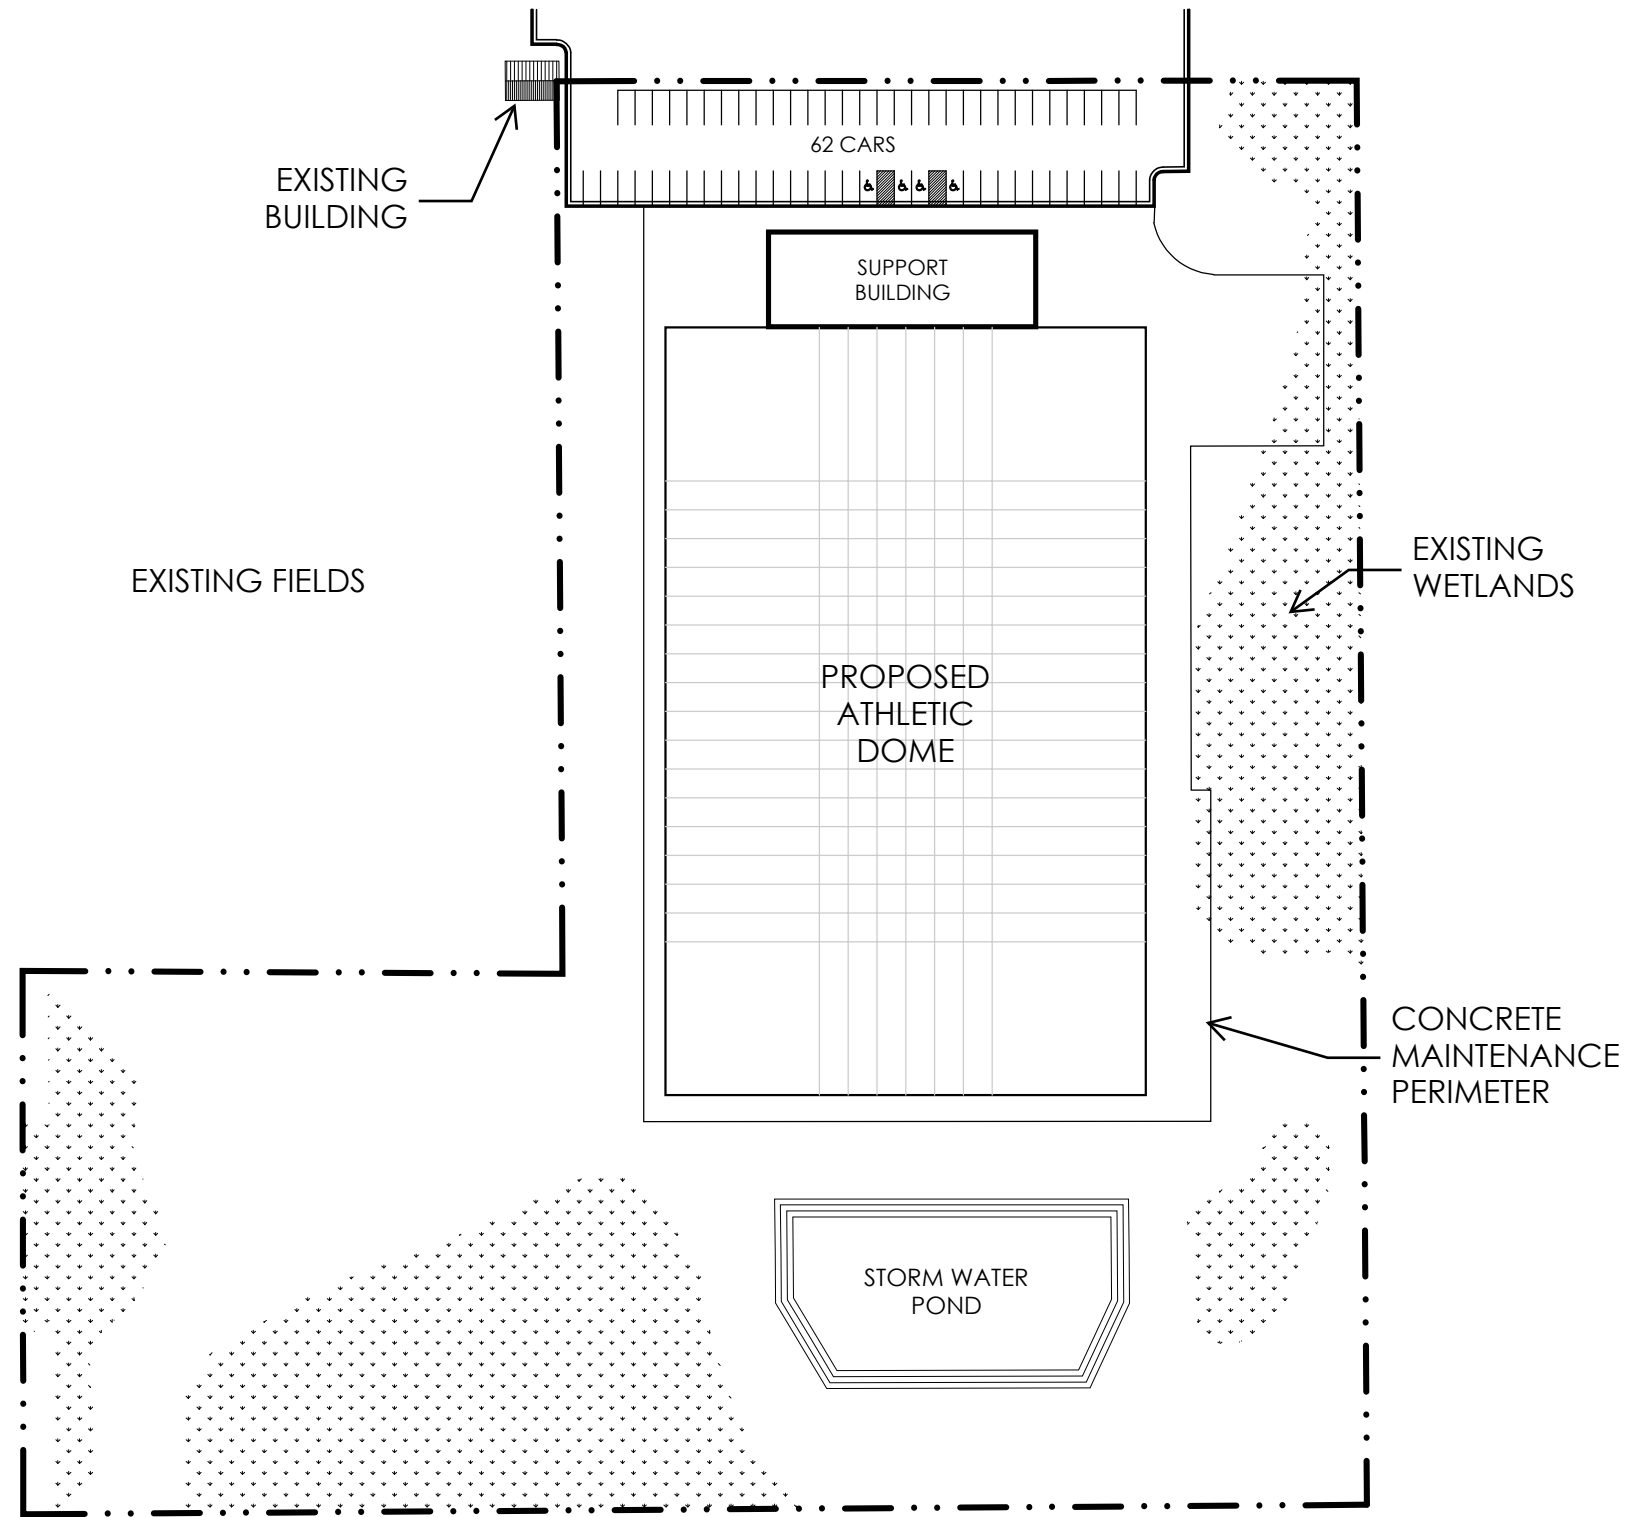 62 CARS
EXISTING
BUILDING
SUPPORT
BUILDING
EXISTING FIELDS
EXISTING
WETLANDS
PROPOSED
ATHLETIC
DOME
CONCRETE
MAINTENANCE
PERIMETER
STORM WATER
POND